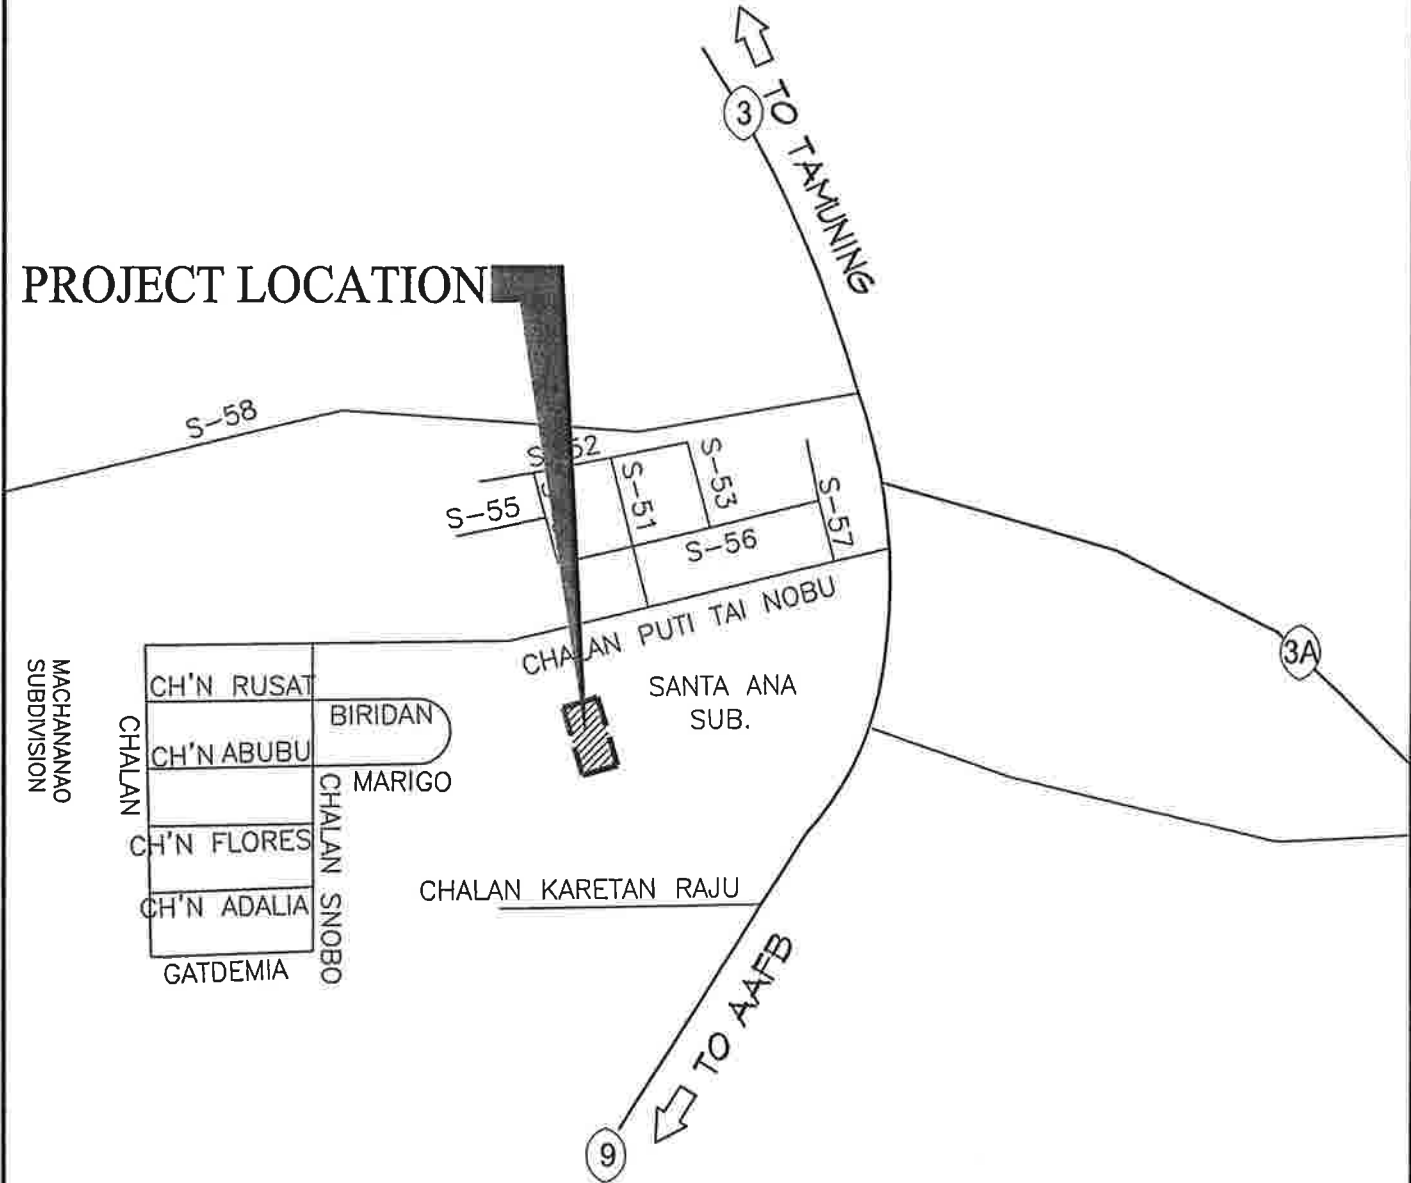 3
TO TAMUNING
PROJECT LOCATION
S-58
S-52
S-53
S-51
S-55
S-57
S-56
CHALAN PUTI TAI NOBU
3A
SANTA ANA
SUB.
MACHANANAO
SUBDIVISION
CH'N RUSAT
BIRIDAN
CHALAN
CH'N ABUBU
MARIGO
CHALAN SNOBO
CH'N FLORES
CH'N ADALIA
GATDEMIA
CHALAN KARETAN RAJU
TO AAFB
9